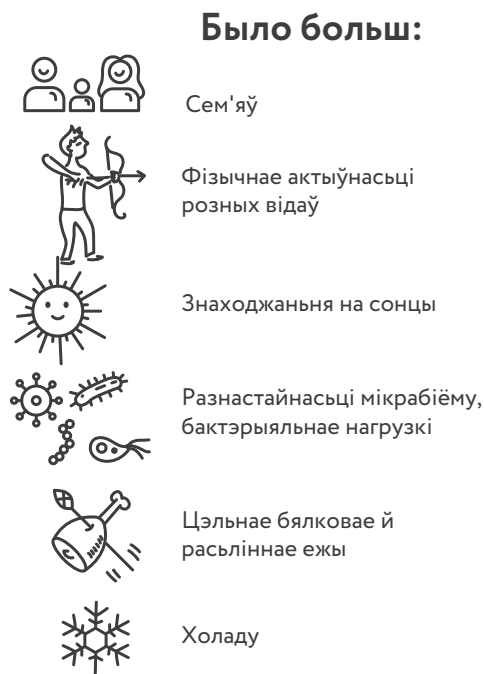 Было больш:
Сем'яў
Фізычнае актыўнасьці
розных відаў
Знаходжаньня на сонцы
Разнастайнасьці мікрабіёму,
бактэрыяльнае нагрузкі
Цэльнае бялковае й
расьліннае ежы
Холаду